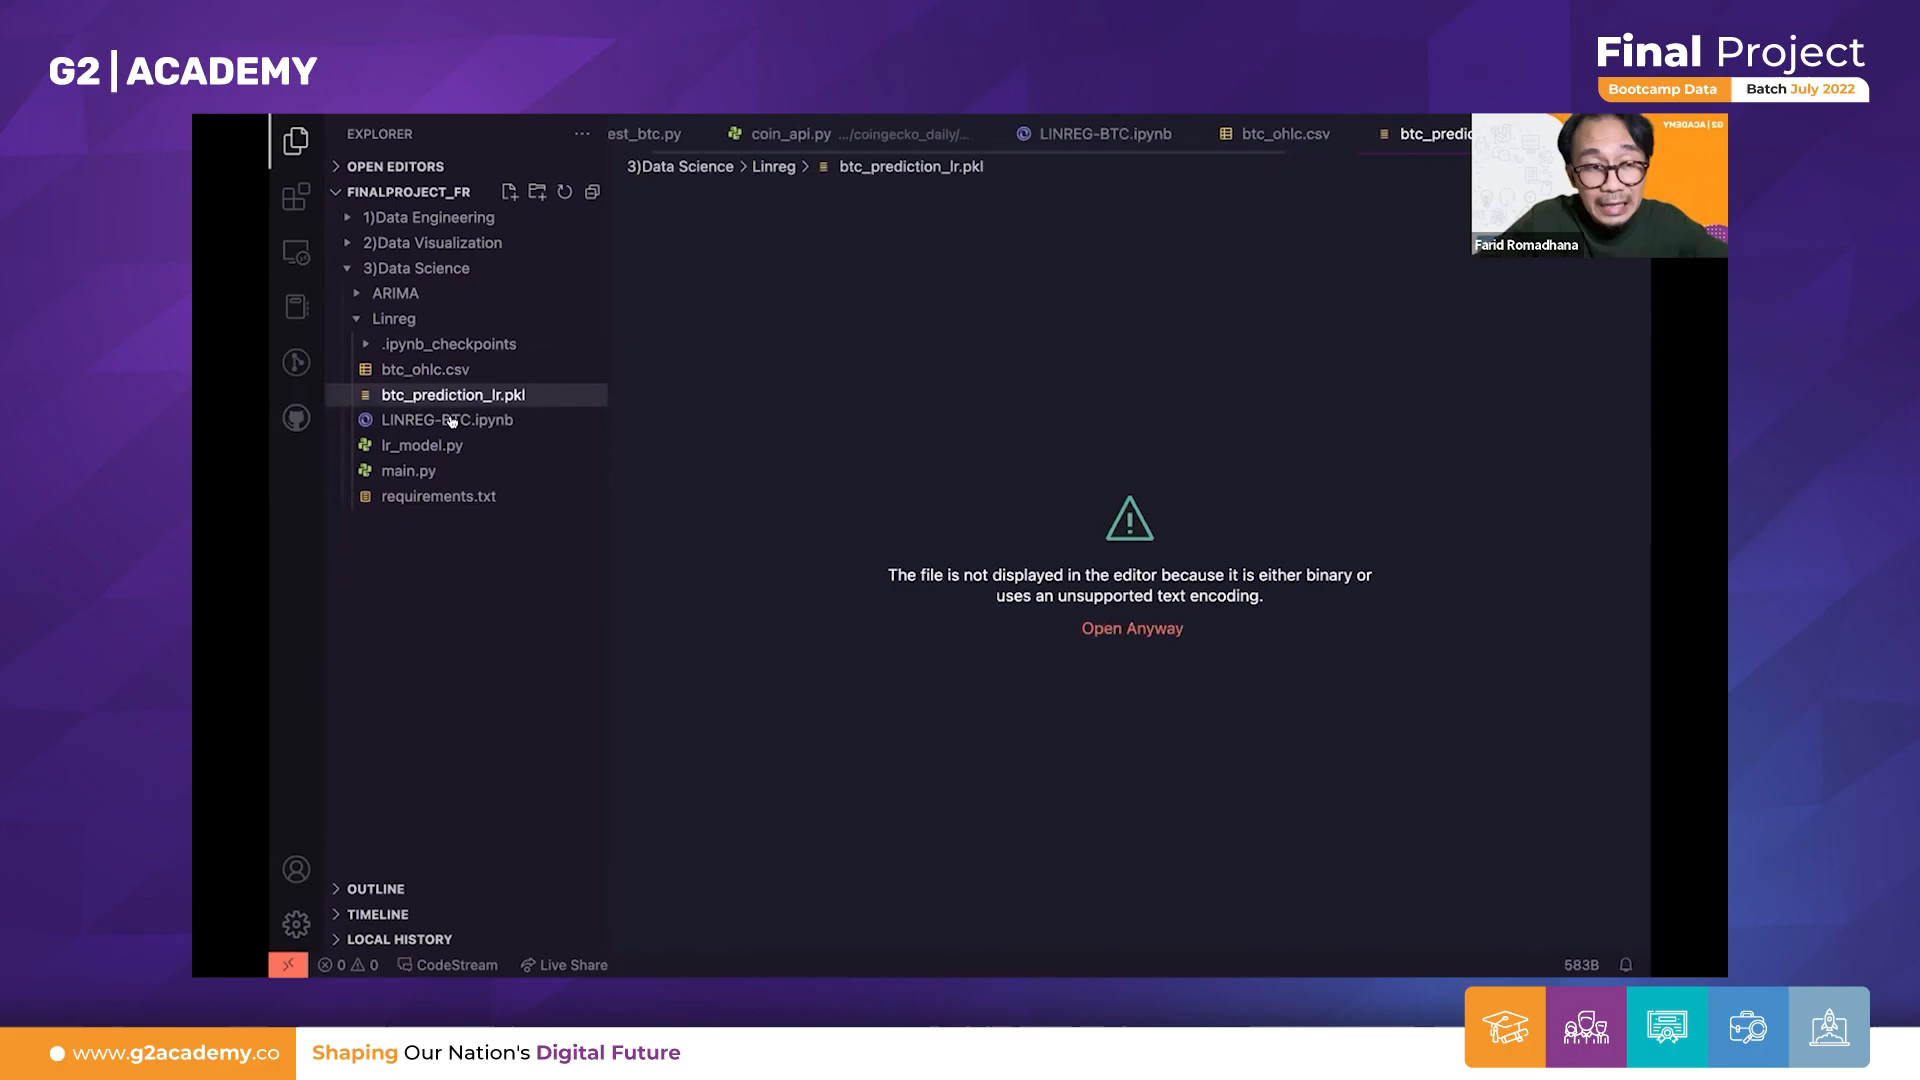 G2 | ACADEMY
Final Project
Bootcamp Data Batch July 2022
EXPLORER
OPEN EDITORS
FINALPROJECT_FR
1)Data Engineering
2)Data Visualization
3)Data Science
ARIMA
Linreg
.ipynb_checkpoints
btc_ohlc.csv
btc_prediction_lr.pkl
LINREG-BTC.ipynb
lr_model.py
main.py
requirements.txt
OUTLINE
TIMELINE
LOCAL HISTORY
0 0 CodeStream Live Share
est_btc.py coin_api.py .../coingecko_daily/... LINREG-BTC.ipynb btc_ohlc.csv btc_predic
3)Data Science > Linreg > btc_prediction_lr.pkl
The file is not displayed in the editor because it is either binary or
uses an unsupported text encoding.
Open Anyway
583B
G2 | ACADEMY
Farid Romadhana
www.g2academy.co
Shaping Our Nation's Digital Future